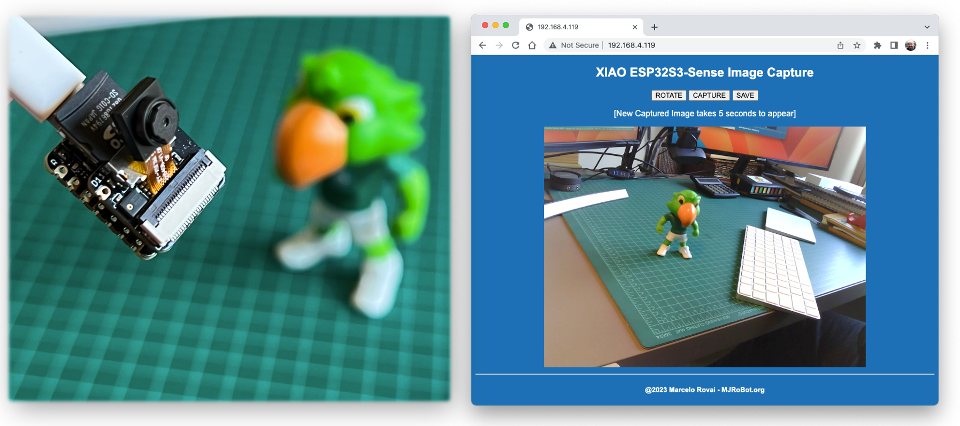 192.168.4.119
Not Secure
192.168.4.119
XIAO ESP32S3-Sense Image Capture
ROTATE CAPTURE SAVE
[New Captured Image takes 5 seconds to appear]
@2023 Marcelo Rovai - MJRoBot.org